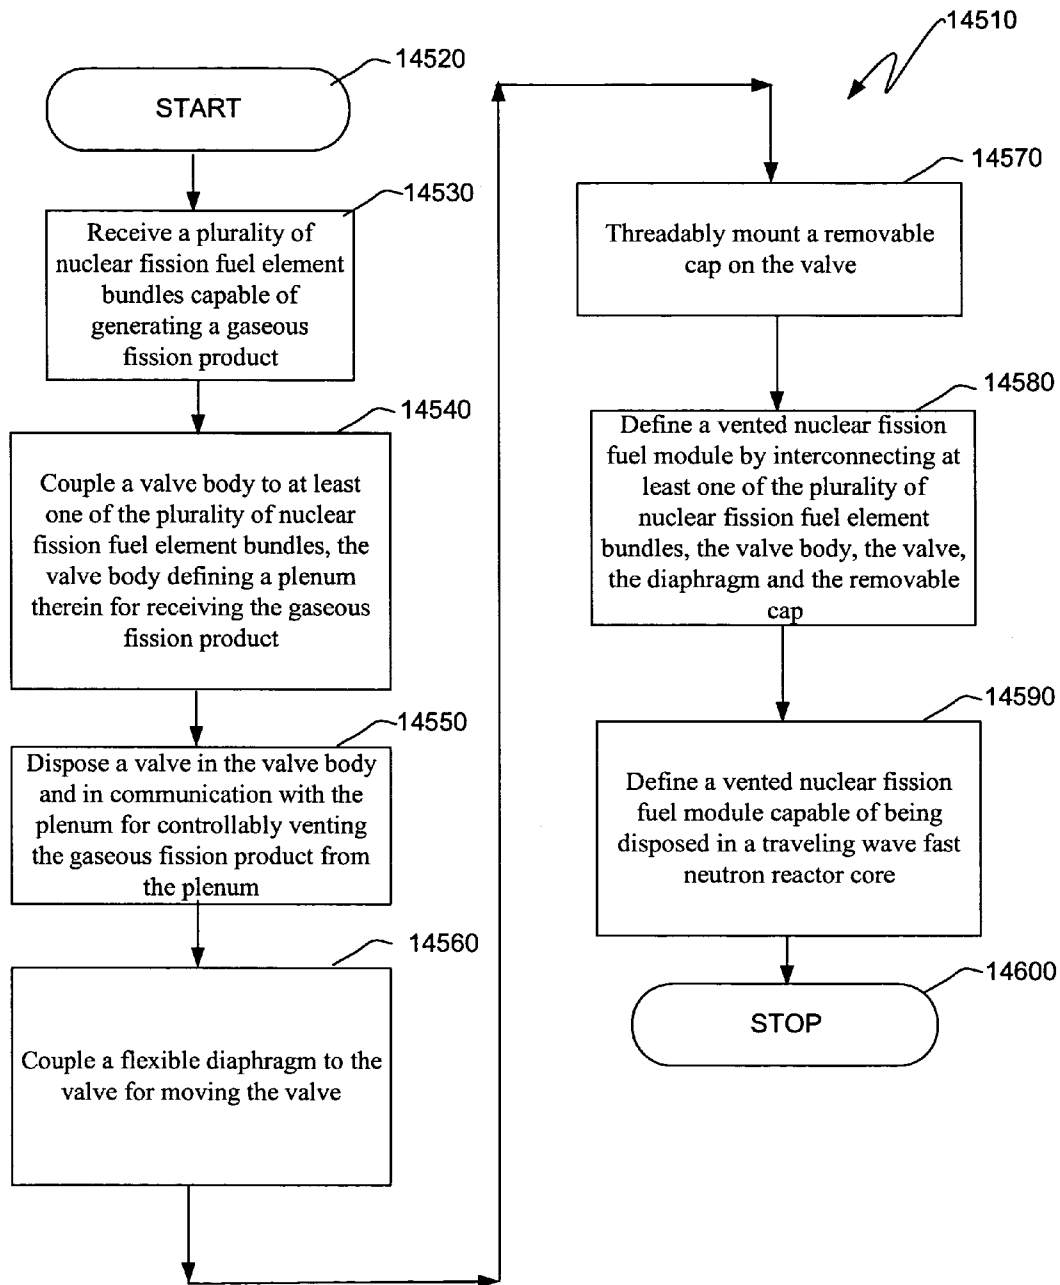 14510
14520
START
14530
Receive a plurality of
nuclear fission fuel element
bundles capable of
generating a gaseous
fission product
14540
Couple a valve body to at least
one of the plurality of nuclear
fission fuel element bundles, the
valve body defining a plenum
therein for receiving the gaseous
fission product
14550
Dispose a valve in the valve body
and in communication with the
plenum for controllably venting
the gaseous fission product from
the plenum
14560
Couple a flexible diaphragm to the
valve for moving the valve
14570
Threadably mount a removable
cap on the valve
14580
Define a vented nuclear fission
fuel module by interconnecting at
least one of the plurality of
nuclear fission fuel element
bundles, the valve body, the valve,
the diaphragm and the removable
cap
14590
Define a vented nuclear fission
fuel module capable of being
disposed in a traveling wave fast
neutron reactor core
14600
STOP